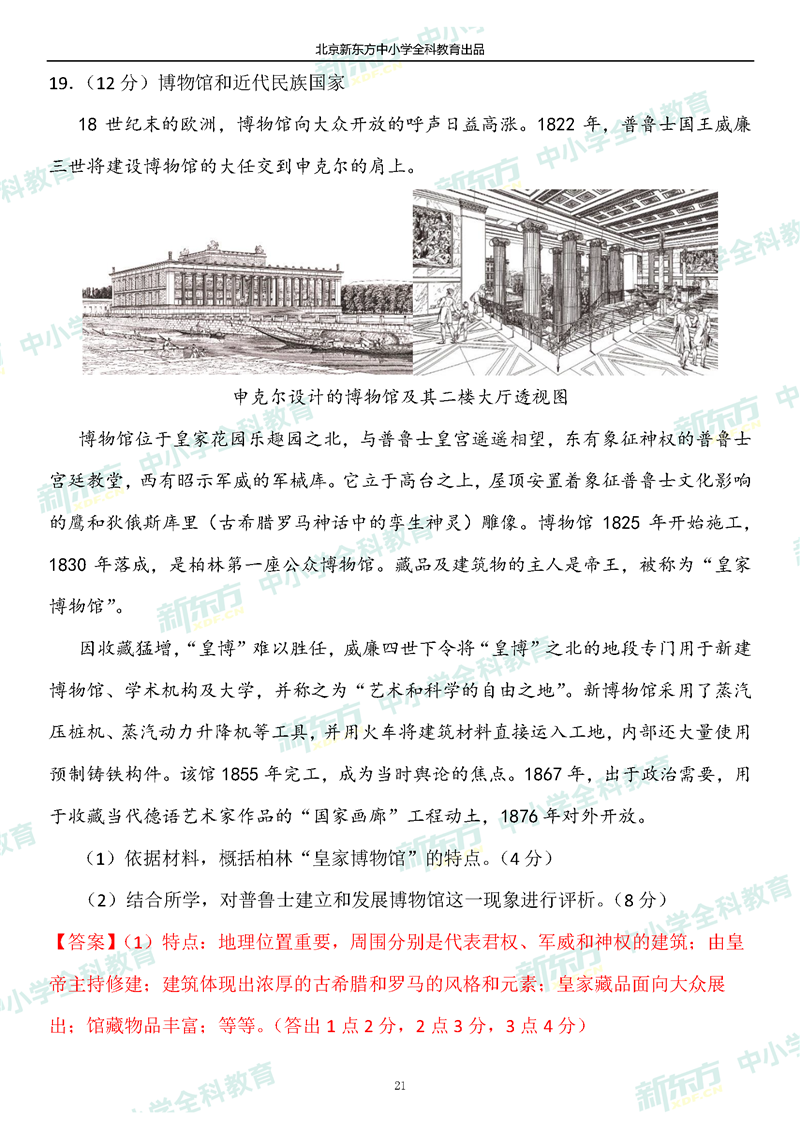 北京新东方中小学全科教育出品
19.（12 分）博物馆和近代民族国家
18 世纪末的欧洲，博物馆向大众开放的呼声日益高涨。1822 年，普鲁士国王威廉
三世将建设博物馆的大任交到申克尔的肩上。
申克尔设计的博物馆及其二楼大厅透视图
博物馆位于皇家花园乐趣园之北，与普鲁士皇宫遥遥相望，东有象征神权的普鲁士
宫廷教堂，西有昭示军威的军械库。它立于高台之上，屋顶安置着象征普鲁士文化影响
的鹰和狄俄斯库里（古希腊罗马神话中的孪生神灵）雕像。博物馆 1825 年开始施工，
1830 年落成，是柏林第一座公众博物馆。藏品及建筑物的主人是帝王，被称为“皇家
博物馆”。
因收藏猛增，“皇博”难以胜任，威廉四世下令将“皇博”之北的地段专门用于新建
博物馆、学术机构及大学，并称之为“艺术和科学的自由之地”。新博物馆采用了蒸汽
压桩机、蒸汽动力升降机等工具，并用火车将建筑材料直接运入工地，内部还大量使用
预制铸铁构件。该馆 1855 年完工，成为当时舆论的焦点。1867 年，出于政治需要，用
于收藏当代德语艺术家作品的“国家画廊”工程动土，1876 年对外开放。
（1）依据材料，概括柏林“皇家博物馆”的特点。（4 分）
（2）结合所学，对普鲁士建立和发展博物馆这一现象进行评析。（8 分）
【答案】（1）特点：地理位置重要，周围分别是代表君权、军威和神权的建筑；由皇
帝主持修建；建筑体现出浓厚的古希腊和罗马的风格和元素；皇家藏品面向大众展
出；馆藏物品丰富；等等。（答出 1 点 2 分，2 点 3 分，3 点 4 分）
21